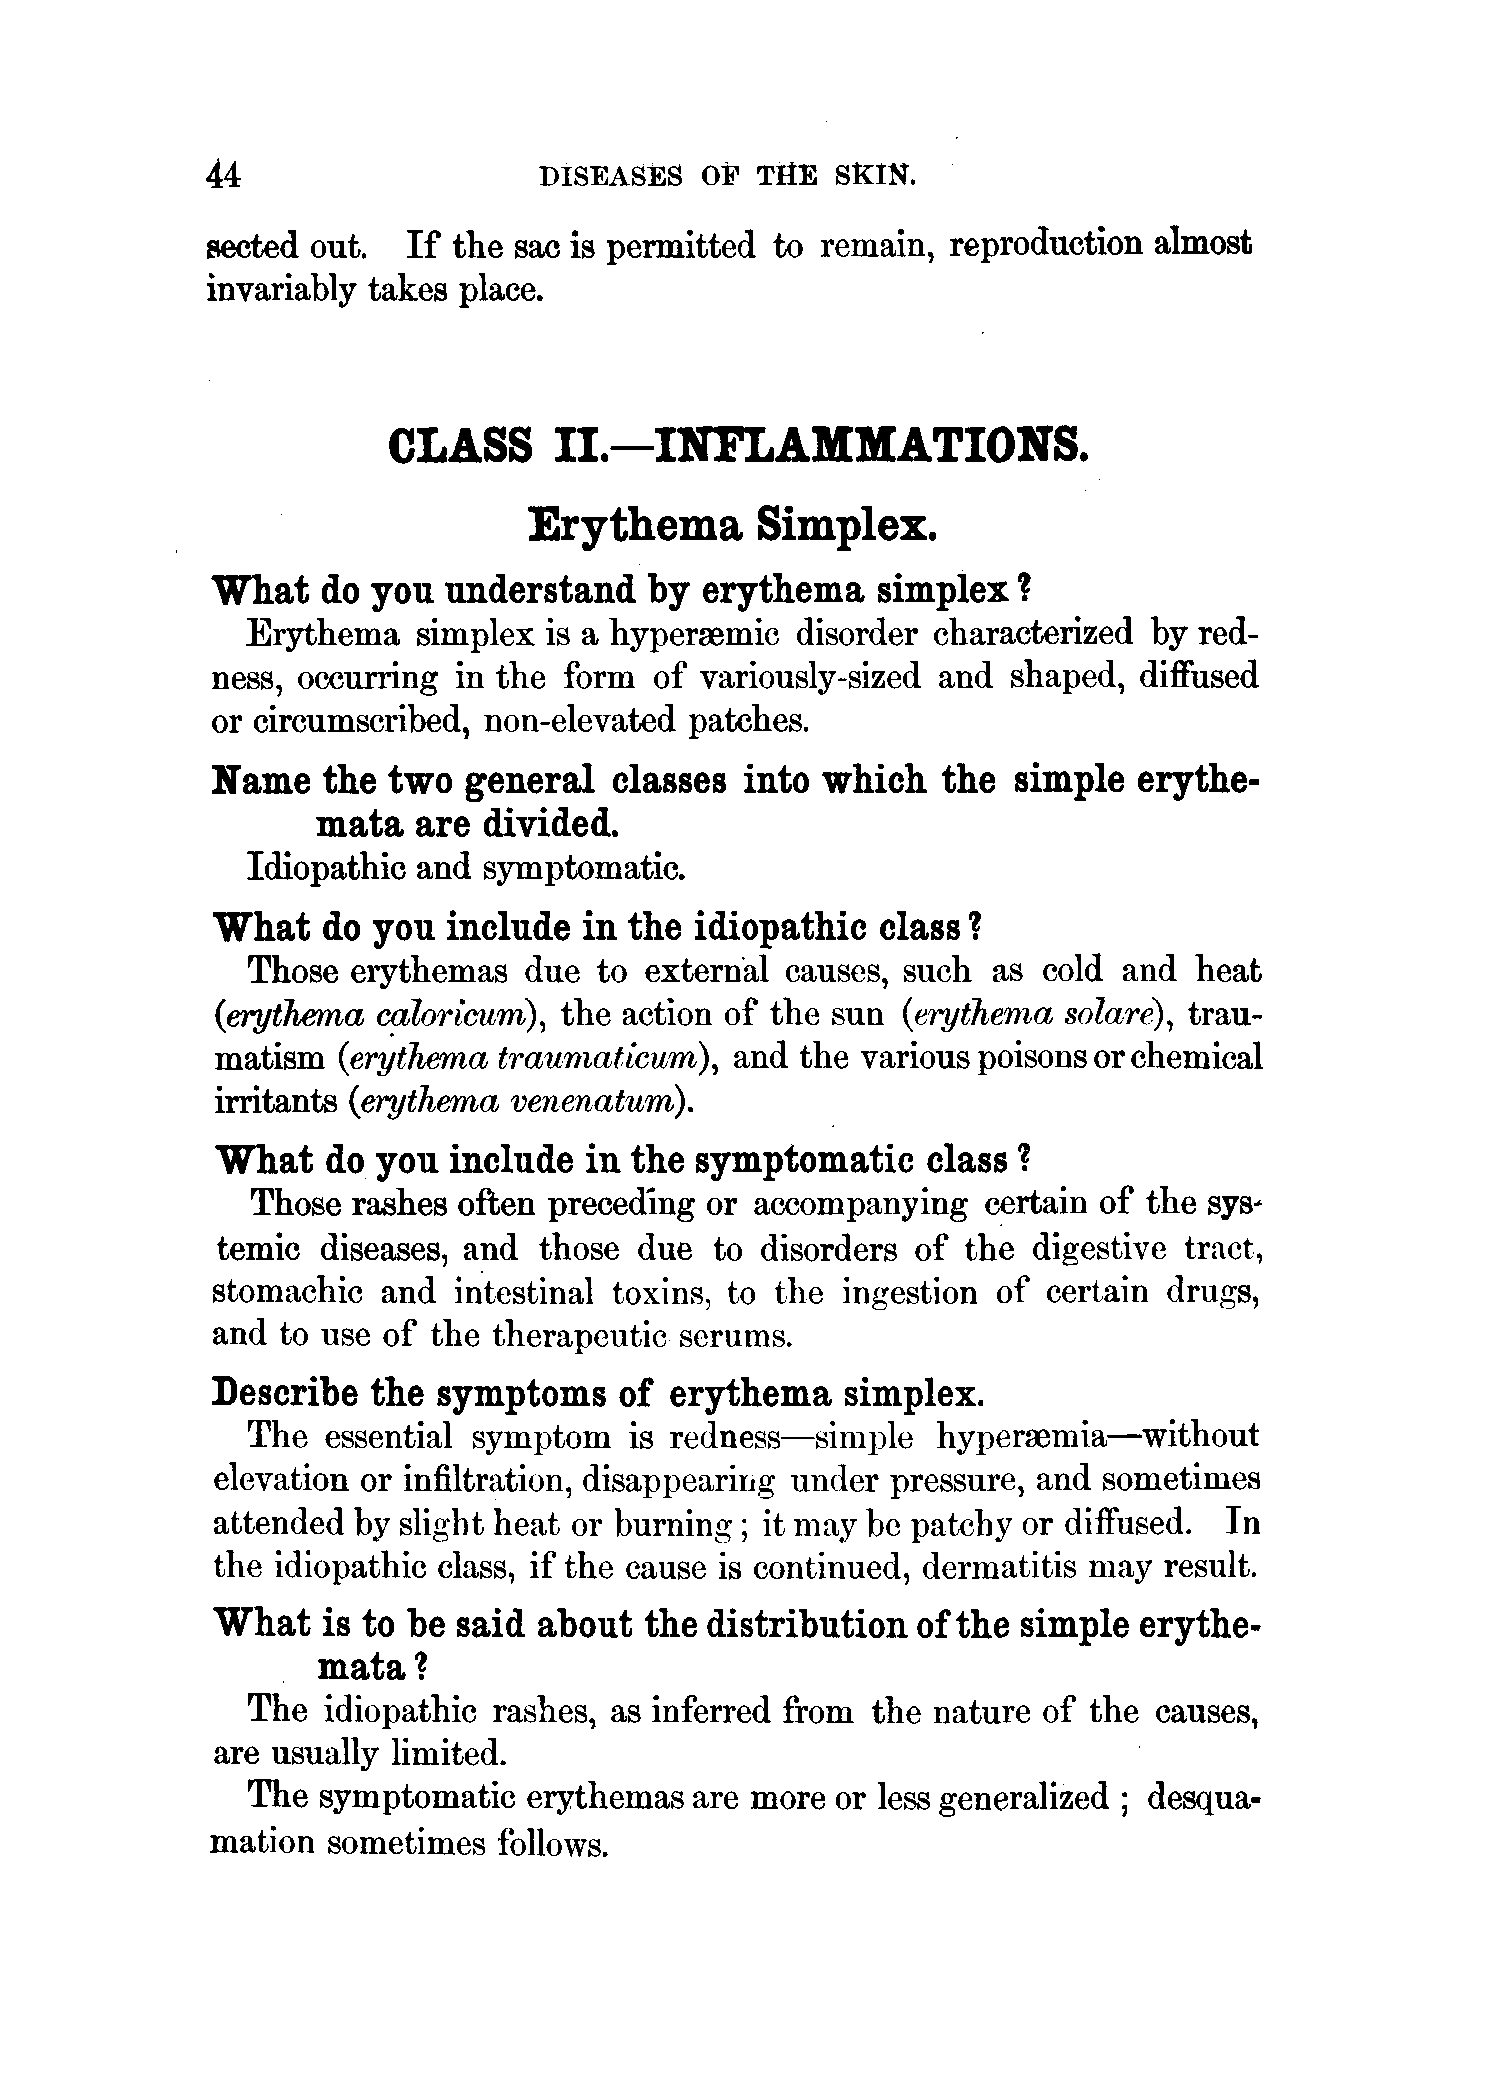 44 DISEASES OF THE SKIN.
sected out. If the sac is permitted to remain, reproduction almost
invariably takes place.
CLASS II.—INFLAMMATIONS.
Erythema Simplex.
What do you understand by erythema simplex?
Erythema simplex is a hyperæmic disorder characterized by red-
ness, occurring in the form of variously-sized and shaped, diffused
or circumscribed, non-elevated patches.
Name the two general classes into which the simple erythe-
mata are divided.
Idiopathic and symptomatic.
What do you include in the idiopathic class?
Those erythemas due to external causes, such as cold and heat
(erythema caloricum), the action of the sun (erythema solare), trau-
matism (erythema traumaticum), and the various poisons or chemical
irritants (erythema venenatum).
What do you include in the symptomatic class?
Those rashes often preceding or accompanying certain of the sys-
temic diseases, and those due to disorders of the digestive tract,
stomachic and intestinal toxins, to the ingestion of certain drugs,
and to use of the therapeutic serums.
Describe the symptoms of erythema simplex.
The essential symptom is redness—simple hyperæmia—without
elevation or infiltration, disappearing under pressure, and sometimes
attended by slight heat or burning; it may be patchy or diffused. In
the idiopathic class, if the cause is continued, dermatitis may result.
What is to be said about the distribution of the simple erythe-
mata?
The idiopathic rashes, as inferred from the nature of the causes,
are usually limited.
The symptomatic erythemas are more or less generalized; desqua-
mation sometimes follows.